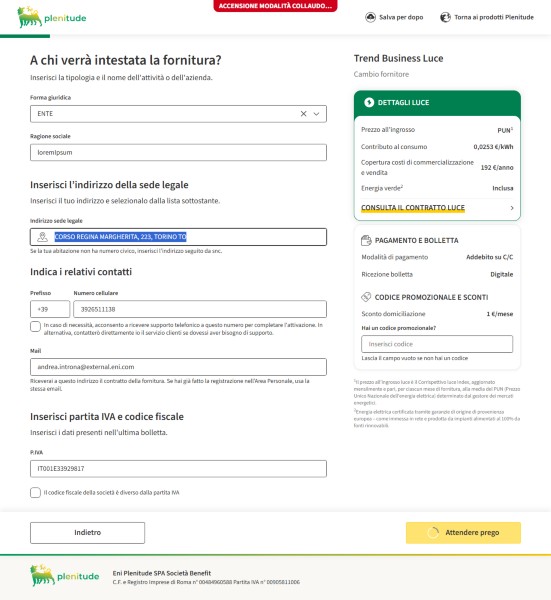 plenitude
ACCENSIONE MODALITÀ COLLAUDO...
Salva per dopo
Torna ai prodotti Plenitude
A chi verrà intestata la fornitura?
Inserisci la tipologia e il nome dell'attività o dell'azienda.
Forma giuridica
ENTE
Ragione sociale
loremipsum
Inserisci l'indirizzo della sede legale
Inserisci il tuo indirizzo e selezionalo dalla lista sottostante.
Indirizzo sede legale
CORSO REGINA MARGHERITA, 223, TORINO TO
Se la tua abitazione non ha numero civico, inserisci l'indirizzo seguito da snc.
Indica i relativi contatti
Prefisso
Numero cellulare
+39
3926511138
In caso di necessità, acconsento a ricevere supporto telefonico a questo numero per completare l'attivazione. In
alternativa, contatterò direttamente io il servizio clienti se dovessi aver bisogno di supporto.
Mail
andrea.introna@external.eni.com
Riceverai a questo indirizzo il contratto della fornitura. Se hai già fatto la registrazione nell'Area Personale, usa la
stessa email.
Inserisci partita IVA e codice fiscale
Inserisci i dati presenti nell'ultima bolletta.
P.IVA
IT001E33929817
Il codice fiscale della società è diverso dalla partita IVA
Trend Business Luce
Cambio fornitore
DETTAGLI LUCE
Prezzo all'ingrosso PUN¹
Contributo al consumo 0,0253 €/kWh
Copertura costi di commercializzazione
e vendita 192 €/anno
Energia verde² Inclusa
CONSULTA IL CONTRATTO LUCE >
PAGAMENTO E BOLLETTA
Modalità di pagamento Addebito su C/C
Ricezione bolletta Digitale
CODICE PROMOZIONALE E SCONTI
Sconto domiciliazione 1 €/mese
Hai un codice promozionale?
Inserisci codice
Lascia il campo vuoto se non hai un codice
¹Il prezzo all'ingrosso luce è il Corrispettivo luce Index, aggiornato
mensilmente e pari, per ciascun mese di fornitura, alla media del PUN (Prezzo
Unico Nazionale dell'energia elettrica) determinato dal gestore dei mercati
energetici.
²Energia elettrica certificata tramite garanzie di origine di provenienza
europea – come immessa in rete e prodotta da impianti alimentati al 100% da
fonti rinnovabili.
Indietro
Attendere prego
plenitude
Eni Plenitude SPA Società Benefit
C.F. e Registro Imprese di Roma n° 00484960588 Partita IVA n° 00905811006